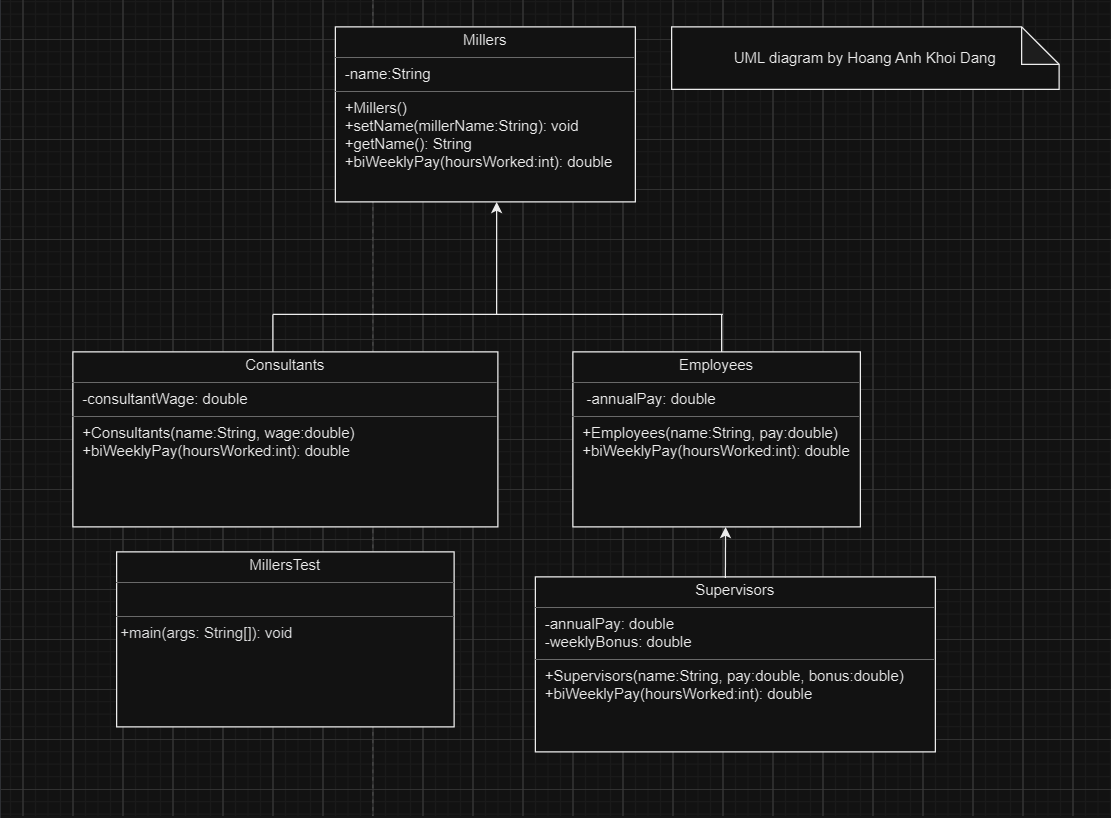 Millers
-name:String
+Millers()
+setName(millerName:String): void
+getName(): String
+biWeeklyPay(hoursWorked:int): double
UML diagram by Hoang Anh Khoi Dang
Consultants
-consultantWage: double
+Consultants(name:String, wage:double)
+biWeeklyPay(hoursWorked:int): double
Employees
-annualPay: double
+Employees(name:String, pay:double)
+biWeeklyPay(hoursWorked:int): double
MillersTest
+main(args: String[]): void
Supervisors
-annualPay: double
-weeklyBonus: double
+Supervisors(name:String, pay:double, bonus:double)
+biWeeklyPay(hoursWorked:int): double